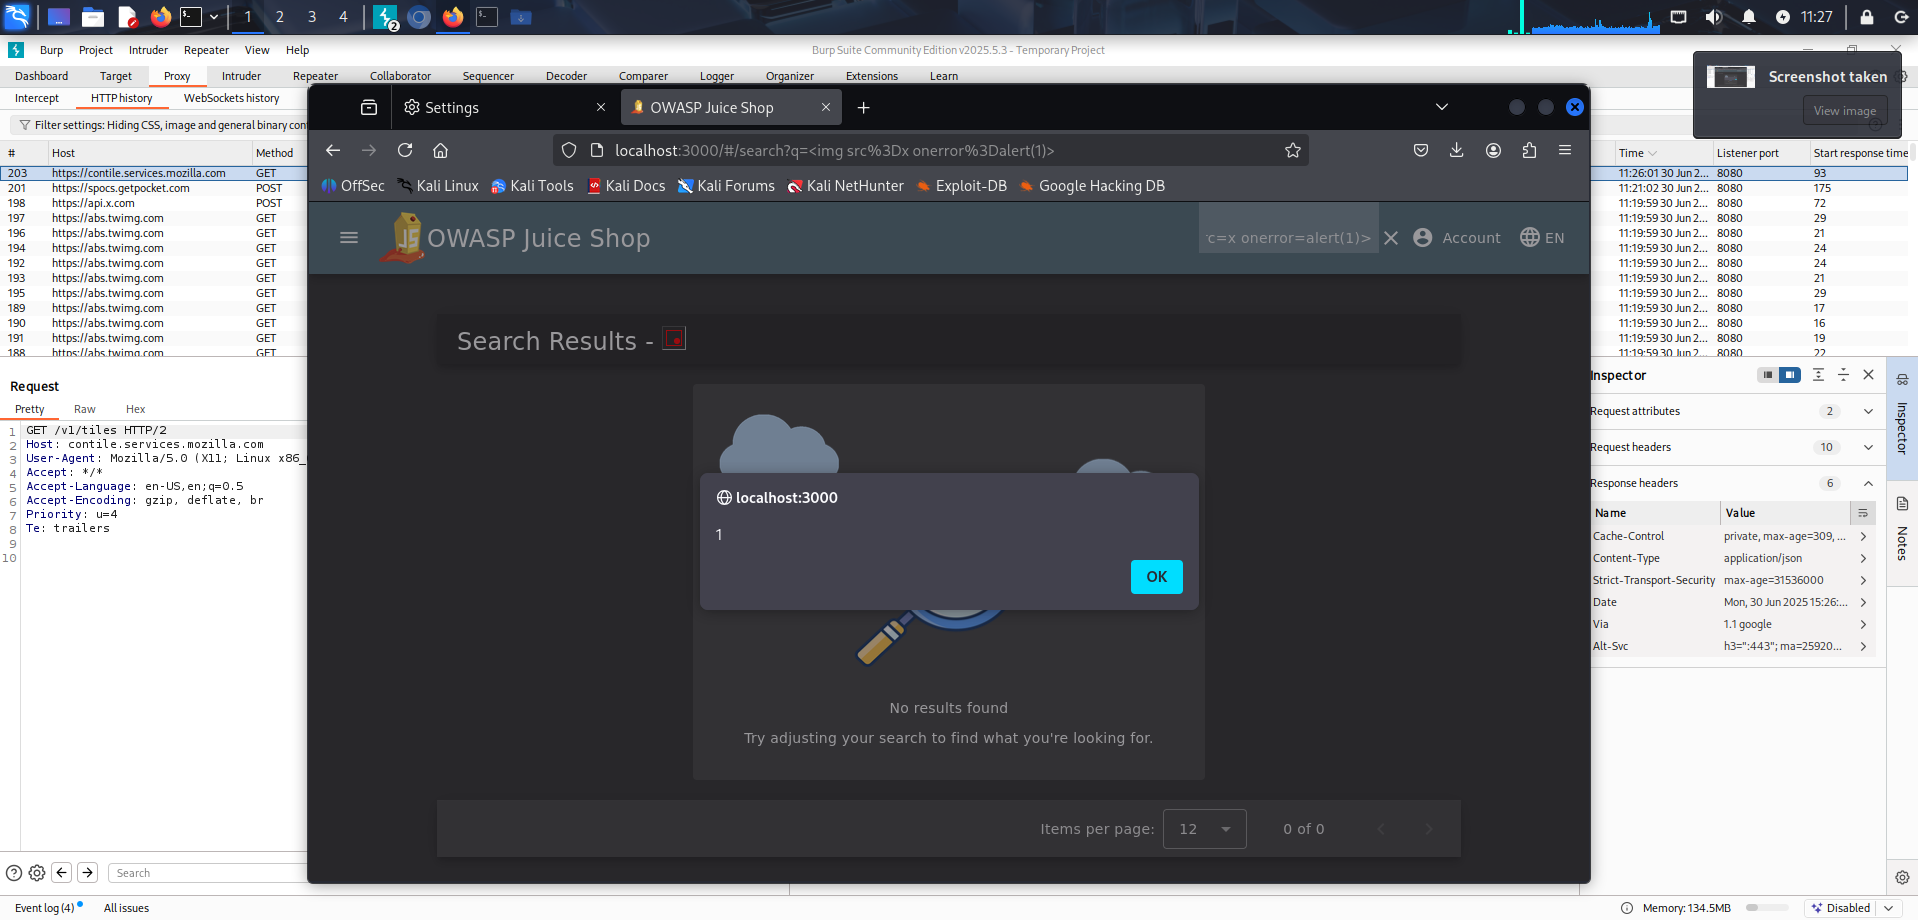 1 2 3 4 2 11:27
Burp Project Intruder Repeater View Help Burp Suite Community Edition v2025.5.3 - Temporary Project
Dashboard Target Proxy Intruder Repeater Collaborator Sequencer Decoder Comparer Logger Organizer Extensions Learn
Screenshot taken
View image
Intercept HTTP history WebSockets history
Filter settings: Hiding CSS, image and general binary con
Settings OWASP Juice Shop
localhost:3000/#/search?q=<img src%3Dx onerror%3Dalert(1)>
OffSec Kali Linux Kali Tools Kali Docs Kali Forums Kali NetHunter Exploit-DB Google Hacking DB
# Host Method Time Listener port Start response time
203 https://contile.services.mozilla.com GET 11:26:01 30 Jun 2... 8080 93
201 https://spocs.getpocket.com POST 11:21:02 30 Jun 2... 8080 175
198 https://api.x.com POST 11:19:59 30 Jun 2... 8080 72
197 https://abs.twimg.com GET 11:19:59 30 Jun 2... 8080 29
196 https://abs.twimg.com GET 11:19:59 30 Jun 2... 8080 21
194 https://abs.twimg.com GET 11:19:59 30 Jun 2... 8080 24
192 https://abs.twimg.com GET 11:19:59 30 Jun 2... 8080 24
193 https://abs.twimg.com GET 11:19:59 30 Jun 2... 8080 21
195 https://abs.twimg.com GET 11:19:59 30 Jun 2... 8080 29
189 https://abs.twimg.com GET 11:19:59 30 Jun 2... 8080 17
190 https://abs.twimg.com GET 11:19:59 30 Jun 2... 8080 16
191 https://abs.twimg.com GET 11:19:59 30 Jun 2... 8080 19
188 https://abs.twimg.com GET 11:19:59 30 Jun 2... 8080 22
JS OWASP Juice Shop c=x onerror=alert(1)> Account EN
Search Results -
localhost:3000
1
OK
No results found
Try adjusting your search to find what you're looking for.
Items per page: 12 0 of 0
Request
Pretty Raw Hex
1 GET /v1/tiles HTTP/2
2 Host: contile.services.mozilla.com
3 User-Agent: Mozilla/5.0 (X11; Linux x86_
4 Accept: */*
5 Accept-Language: en-US,en;q=0.5
6 Accept-Encoding: gzip, deflate, br
7 Priority: u=4
8 Te: trailers
9
10
Inspector
Request attributes 2
Request headers 10
Response headers 6
Name Value
Cache-Control private, max-age=309, ...
Content-Type application/json
Strict-Transport-Security max-age=31536000
Date Mon, 30 Jun 2025 15:26:...
Via 1.1 google
Alt-Svc h3=":443"; ma=25920...
Inspector
Notes
Search
Event log (4) All issues Memory: 134.5MB Disabled